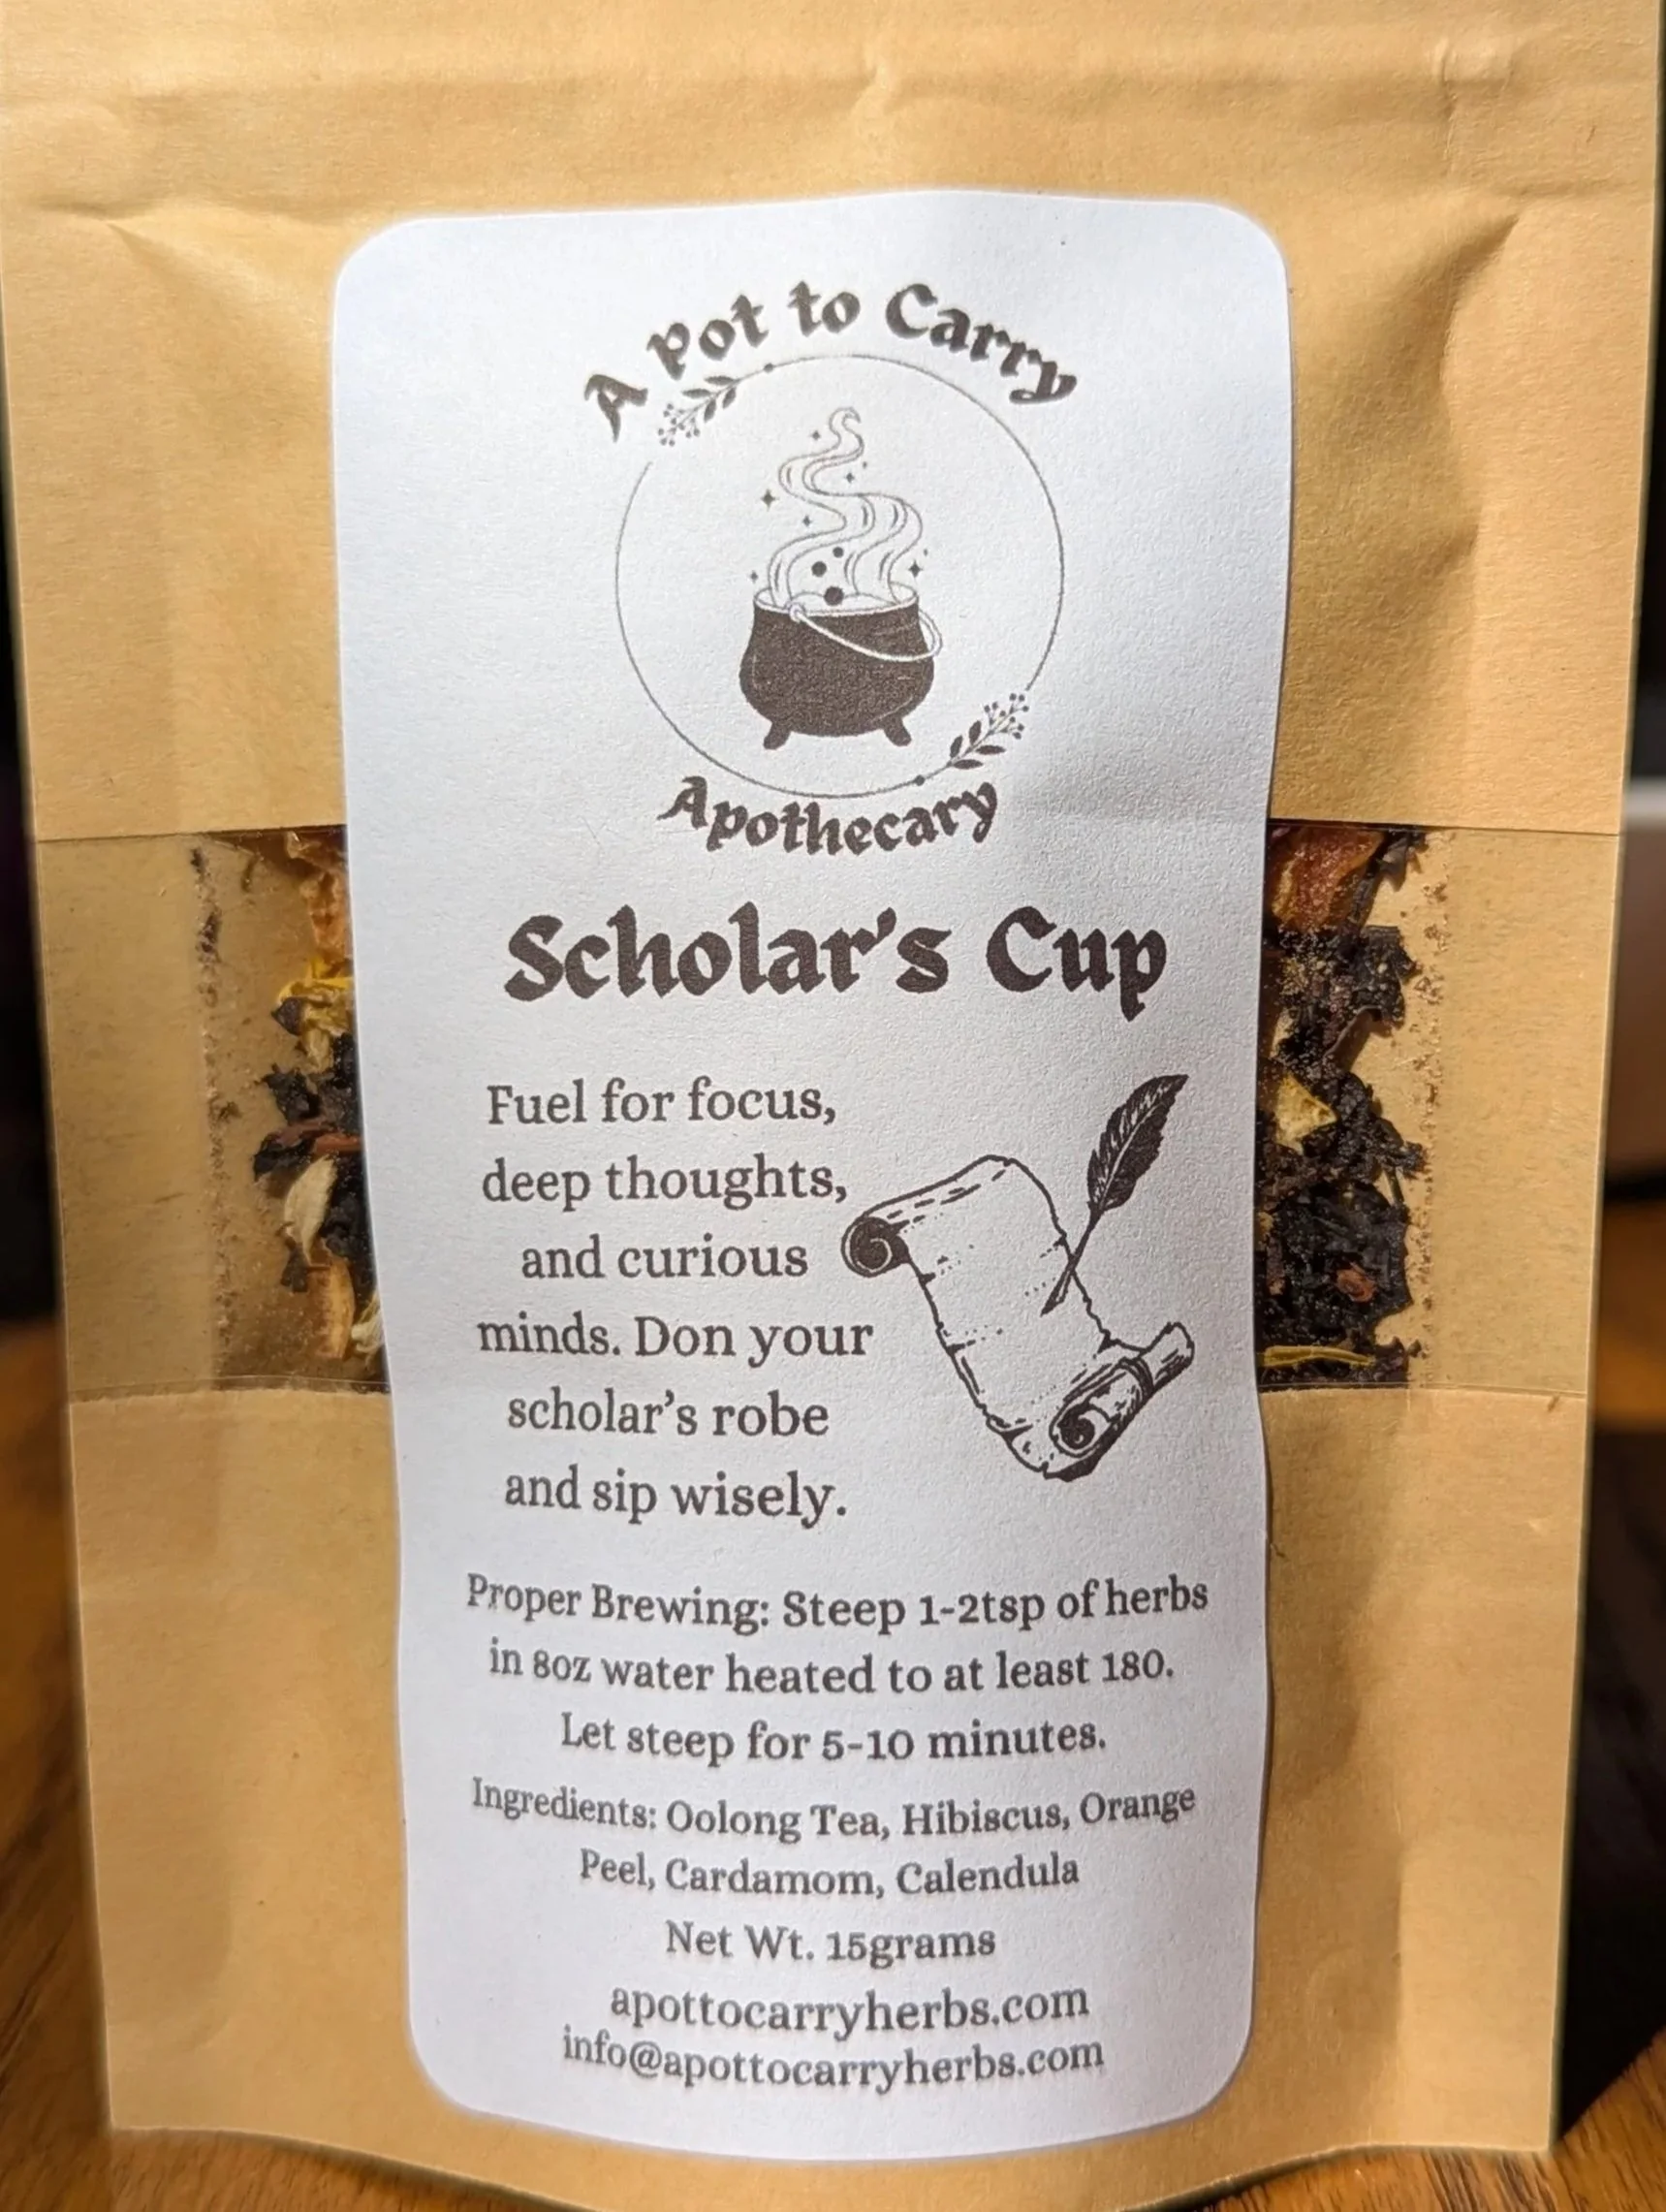 A Pot to Carry
Apothecary
Scholar's Cup
Fuel for focus,
deep thoughts,
and curious
minds. Don your
scholar's robe
and sip wisely.
Proper Brewing: Steep 1-2tsp of herbs
in 8oz water heated to at least 180.
Let steep for 5-10 minutes.
Ingredients: Oolong Tea, Hibiscus, Orange
Peel, Cardamom, Calendula
Net Wt. 15grams
apottocarryherbs.com
info@apottocarryherbs.com